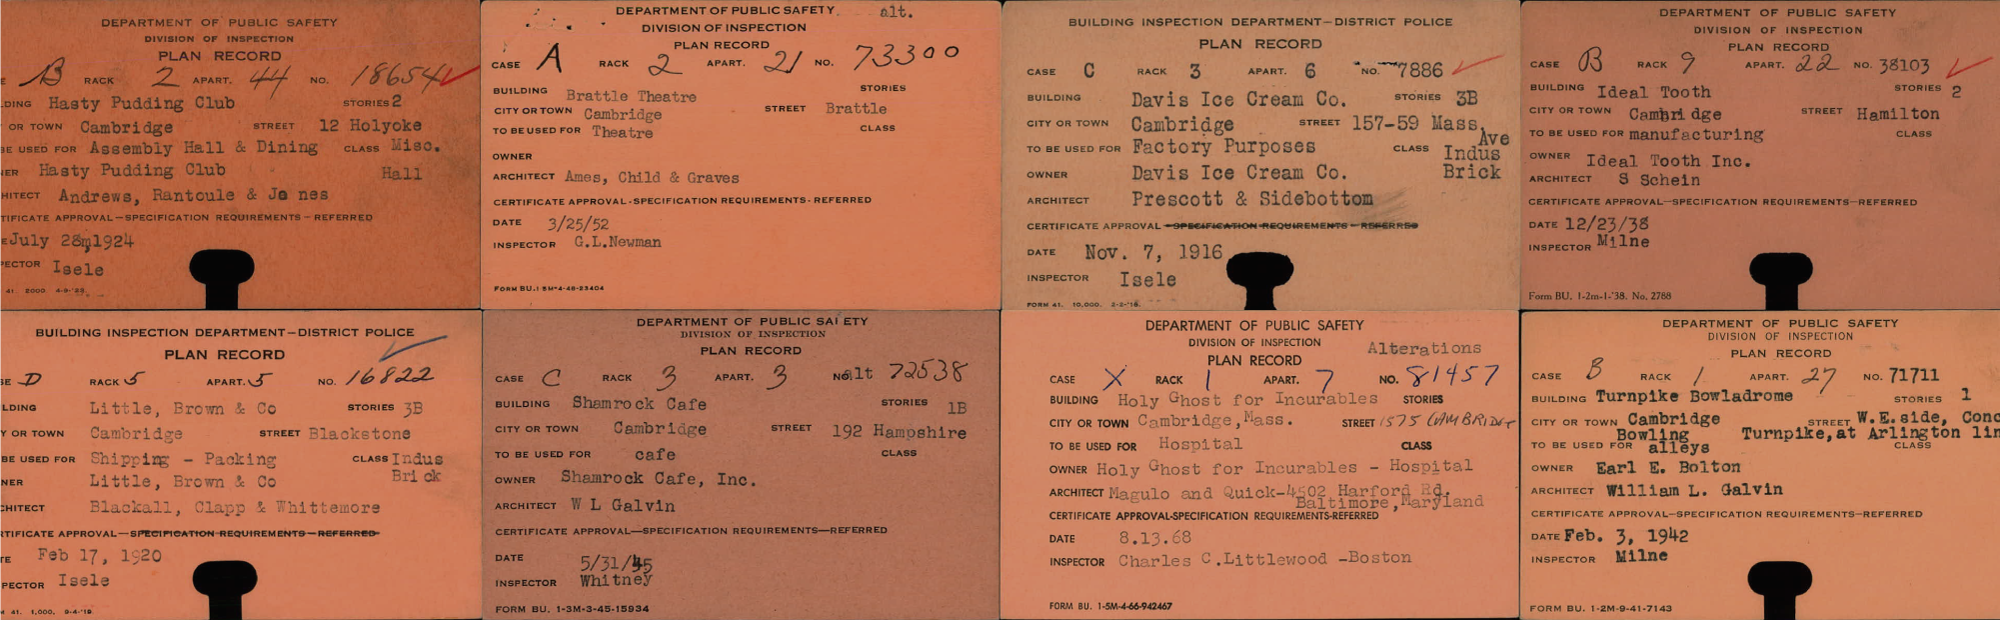 DEPARTMENT OF PUBLIC SAFETY
DIVISION OF INSPECTION
PLAN RECORD
E B RACK 2 APART. 44 NO. 18654
LDING Hasty Pudding Club STORIES 2
OR TOWN Cambridge STREET 12 Holyoke
BE USED FOR Assembly Hall & Dining CLASS Misc.
NER Hasty Pudding Club Hall
HITECT Andrews, Rantoule & Jo nes
TIFICATE APPROVAL—SPECIFICATION REQUIREMENTS—REFERRED
E July 28m1924
PECTOR Isele
41. 2000. 4-9-'23.
DEPARTMENT OF PUBLIC SAFETY alt.
DIVISION OF INSPECTION
PLAN RECORD
CASE A RACK 2 APART. 21 NO. 73300
BUILDING Brattle Theatre STORIES
CITY OR TOWN Cambridge STREET Brattle
TO BE USED FOR Theatre CLASS
OWNER
ARCHITECT Ames, Child & Graves
CERTIFICATE APPROVAL-SPECIFICATION REQUIREMENTS-REFERRED
DATE 3/25/52
INSPECTOR G.L.Newman
FORM BU.1 5M-4-46-23404
BUILDING INSPECTION DEPARTMENT—DISTRICT POLICE
PLAN RECORD
CASE C RACK 3 APART. 6 NO. 7886
BUILDING Davis Ice Cream Co. STORIES 3B
CITY OR TOWN Cambridge STREET 157-59 Mass,
Ave
TO BE USED FOR Factory Purposes CLASS Indus
OWNER Davis Ice Cream Co. Brick
ARCHITECT Prescott & Sidebottom
CERTIFICATE APPROVAL—SPECIFICATION REQUIREMENTS—REFERRED
DATE Nov. 7, 1916
INSPECTOR Isele
FORM 41. 10,000. 2-2-'16.
DEPARTMENT OF PUBLIC SAFETY
DIVISION OF INSPECTION
PLAN RECORD
CASE B RACK 9 APART. 22 NO. 38103
BUILDING Ideal Tooth STORIES 2
CITY OR TOWN Cambridge STREET Hamilton
TO BE USED FOR manufacturing CLASS
OWNER Ideal Tooth Inc.
ARCHITECT S Schein
CERTIFICATE APPROVAL—SPECIFICATION REQUIREMENTS—REFERRED
DATE 12/23/38
INSPECTOR Milne
Form BU. 1-2m-1-'38. No. 2788
BUILDING INSPECTION DEPARTMENT—DISTRICT POLICE
PLAN RECORD
SE D RACK 5 APART. 5 NO. 16822
LDING Little, Brown & Co STORIES 3B
Y OR TOWN Cambridge STREET Blackstone
BE USED FOR Shipping - Packing CLASS Indus
NER Little, Brown & Co Brick
CHITECT Blackall, Clapp & Whittemore
RTIFICATE APPROVAL—SPECIFICATION REQUIREMENTS—REFERRED
TE Feb 17, 1920
PECTOR Isele
41. 1,000. 9-4-'19
DEPARTMENT OF PUBLIC SAFETY
DIVISION OF INSPECTION
PLAN RECORD
CASE C RACK 3 APART. 3 NO. alt 72538
BUILDING Shamrock Cafe STORIES 1B
CITY OR TOWN Cambridge STREET 192 Hampshire
TO BE USED FOR cafe CLASS
OWNER Shamrock Cafe, Inc.
ARCHITECT W L Galvin
CERTIFICATE APPROVAL—SPECIFICATION REQUIREMENTS—REFERRED
DATE 5/31/45
INSPECTOR Whitney
FORM BU. 1-3M-3-45-15934
DEPARTMENT OF PUBLIC SAFETY
DIVISION OF INSPECTION Alterations
PLAN RECORD
CASE X RACK 1 APART. 7 NO. 81457
BUILDING Holy Ghost for Incurables STORIES
CITY OR TOWN Cambridge,Mass. STREET 1575 CAMBRIDGE
TO BE USED FOR Hospital CLASS
OWNER Holy Ghost for Incurables - Hospital
ARCHITECT Magulo and Quick-4502 Harford Rd.
Baltimore,Maryland
CERTIFICATE APPROVAL-SPECIFICATION REQUIREMENTS-REFERRED
DATE 8.13.68
INSPECTOR Charles C.Littlewood -Boston
FORM BU. 1-5M-4-66-942467
DEPARTMENT OF PUBLIC SAFETY
DIVISION OF INSPECTION
PLAN RECORD
CASE B RACK 1 APART. 27 NO. 71711
BUILDING Turnpike Bowladrome STORIES 1
CITY OR TOWN Cambridge STREET W.E.side, Conc
Bowling Turnpike,at Arlington lin
TO BE USED FOR alleys CLASS
OWNER Earl E. Bolton
ARCHITECT William L. Galvin
CERTIFICATE APPROVAL—SPECIFICATION REQUIREMENTS—REFERRED
DATE Feb. 3, 1942
INSPECTOR Milne
FORM BU. 1-2M-9-41-7143